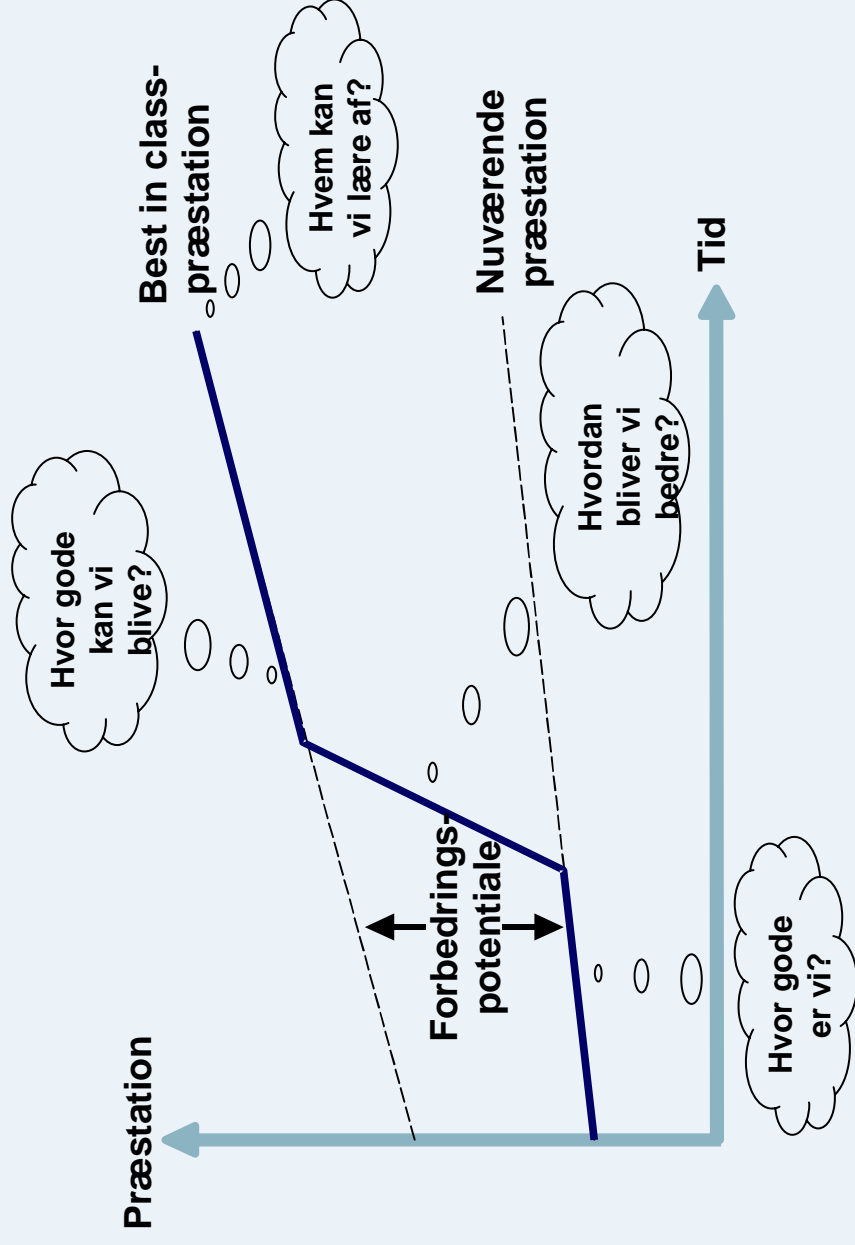 Præstation
Hvor gode
kan vi
blive?
Best in class-
præstation
Hvem kan
vi lære af?
Forbedrings-
potentiale
Nuværende
præstation
Hvordan
bliver vi
bedre?
Hvor gode
er vi?
Tid